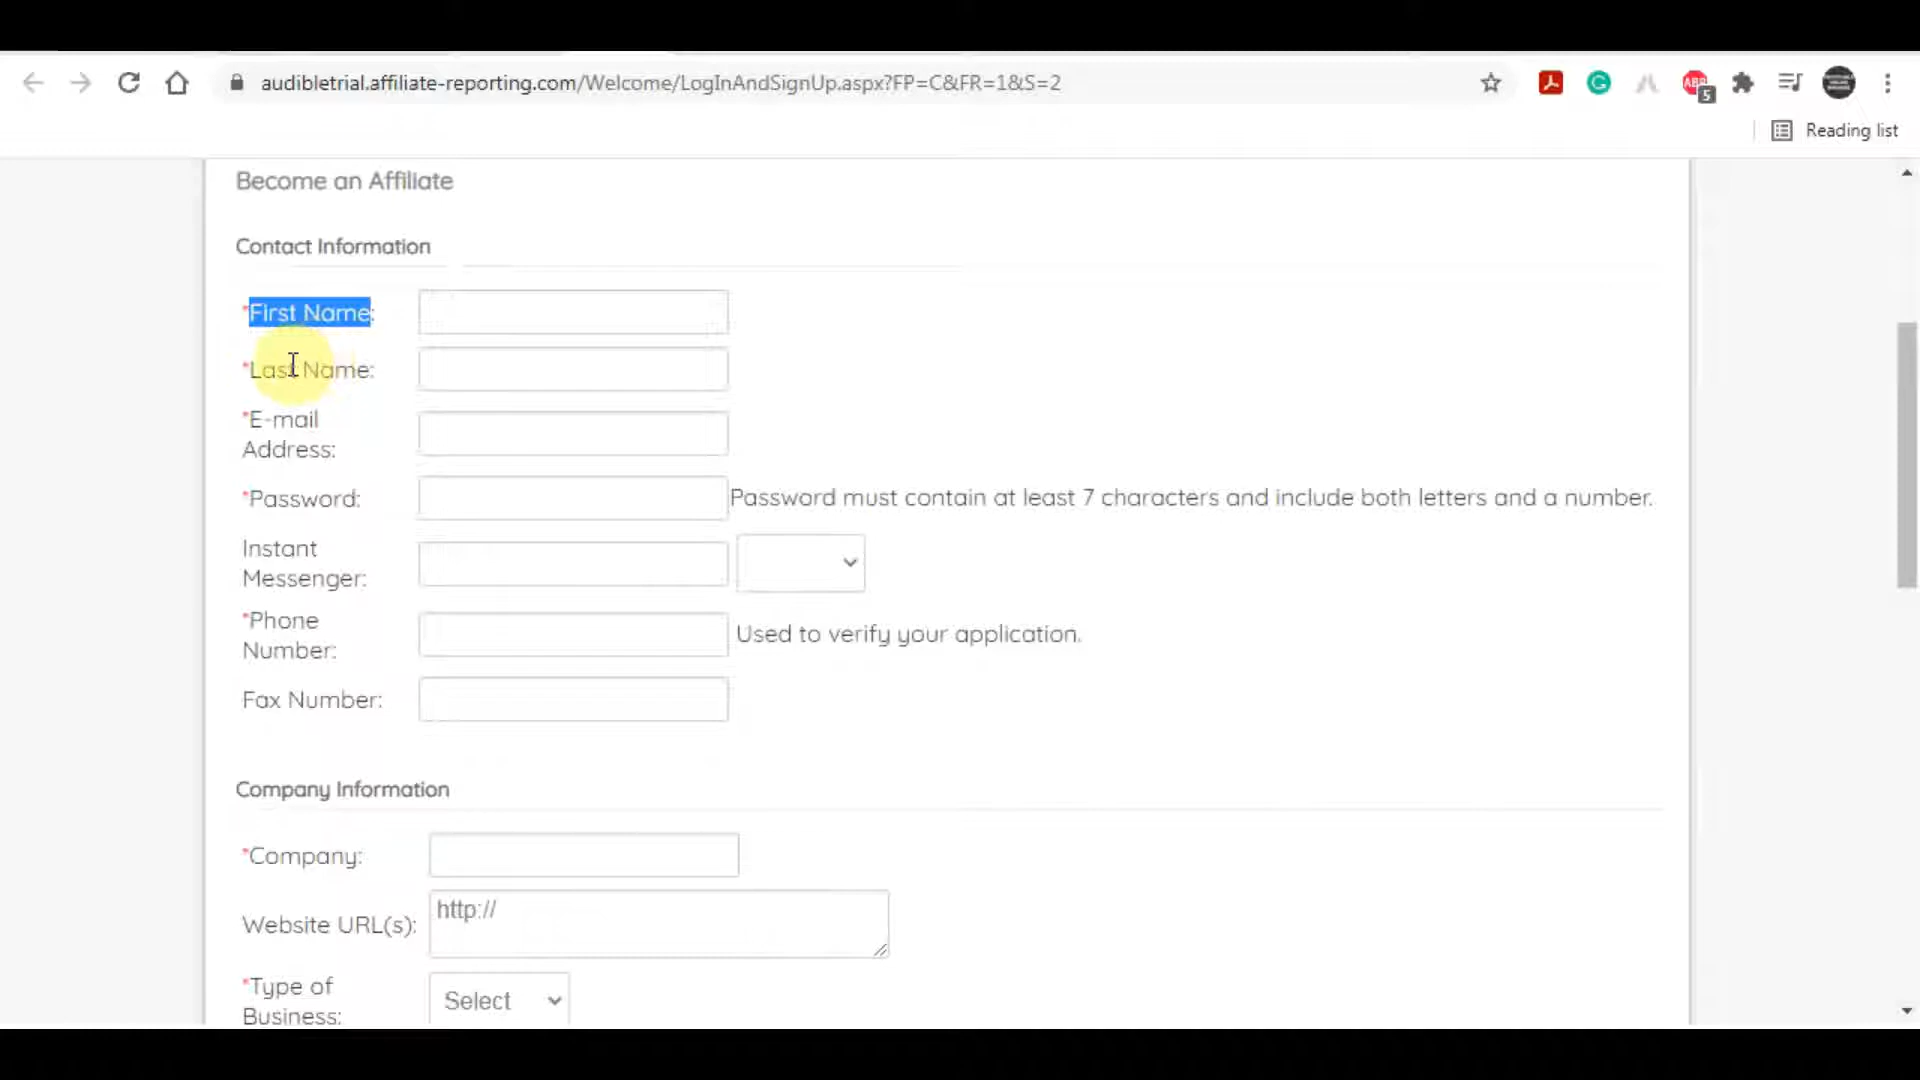 audibletrial.affiliate-reporting.com/Welcome/LogInAndSignUp.aspx?FP=C&FR=1&S=2
ABP
5
Reading list
Become an Affiliate
Contact Information
*First Name:
*Last Name:
*E-mail
Address:
*Password:
Password must contain at least 7 characters and include both letters and a number.
Instant
Messenger:
*Phone
Number:
Used to verify your application.
Fax Number:
Company Information
*Company:
Website URL(s):
http://
*Type of
Business:
Select